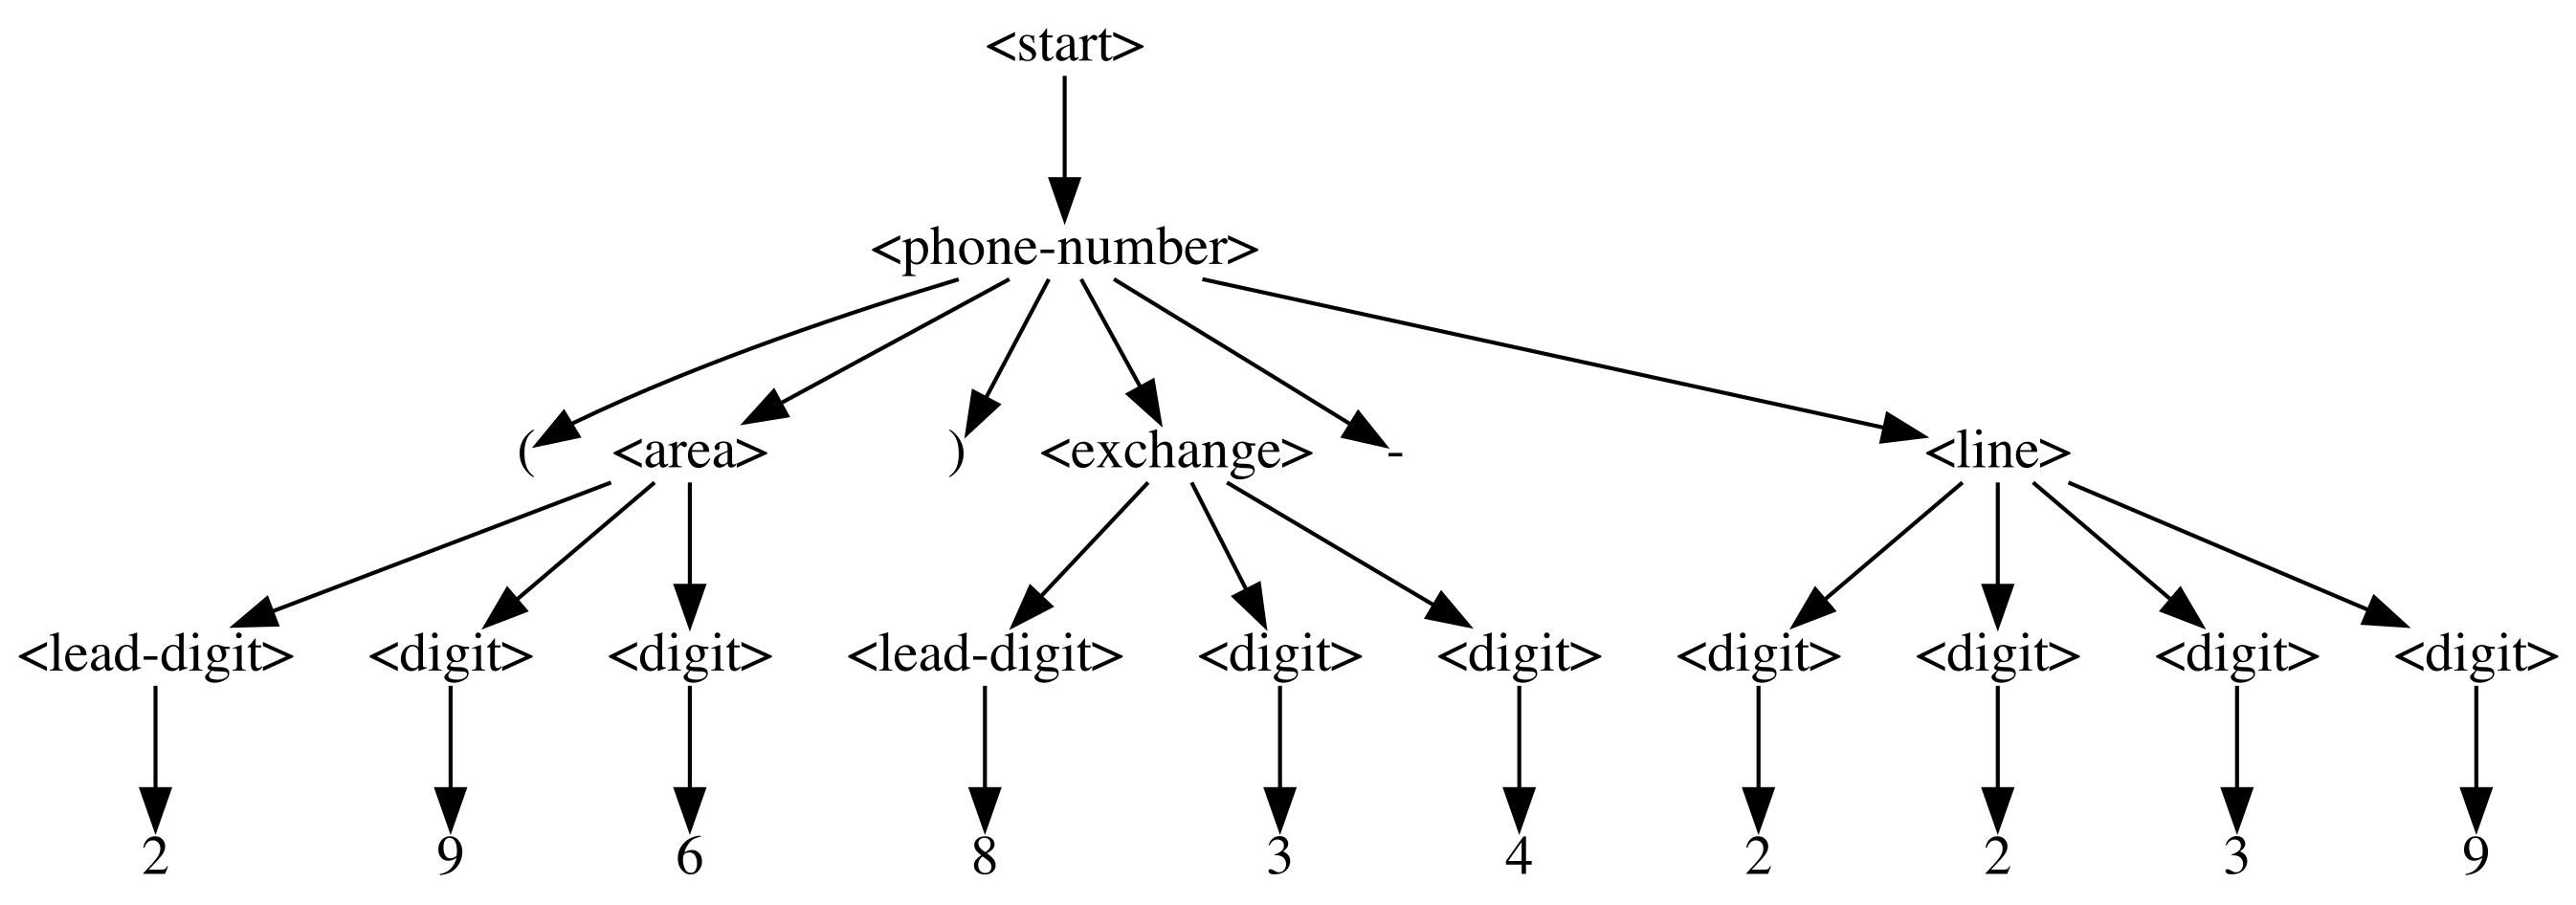 <start>
<phone-number>
( <area> ) <exchange> - <line>
<lead-digit> <digit> <digit> <lead-digit> <digit> <digit> <digit> <digit> <digit> <digit>
2 9 6 8 3 4 2 2 3 9